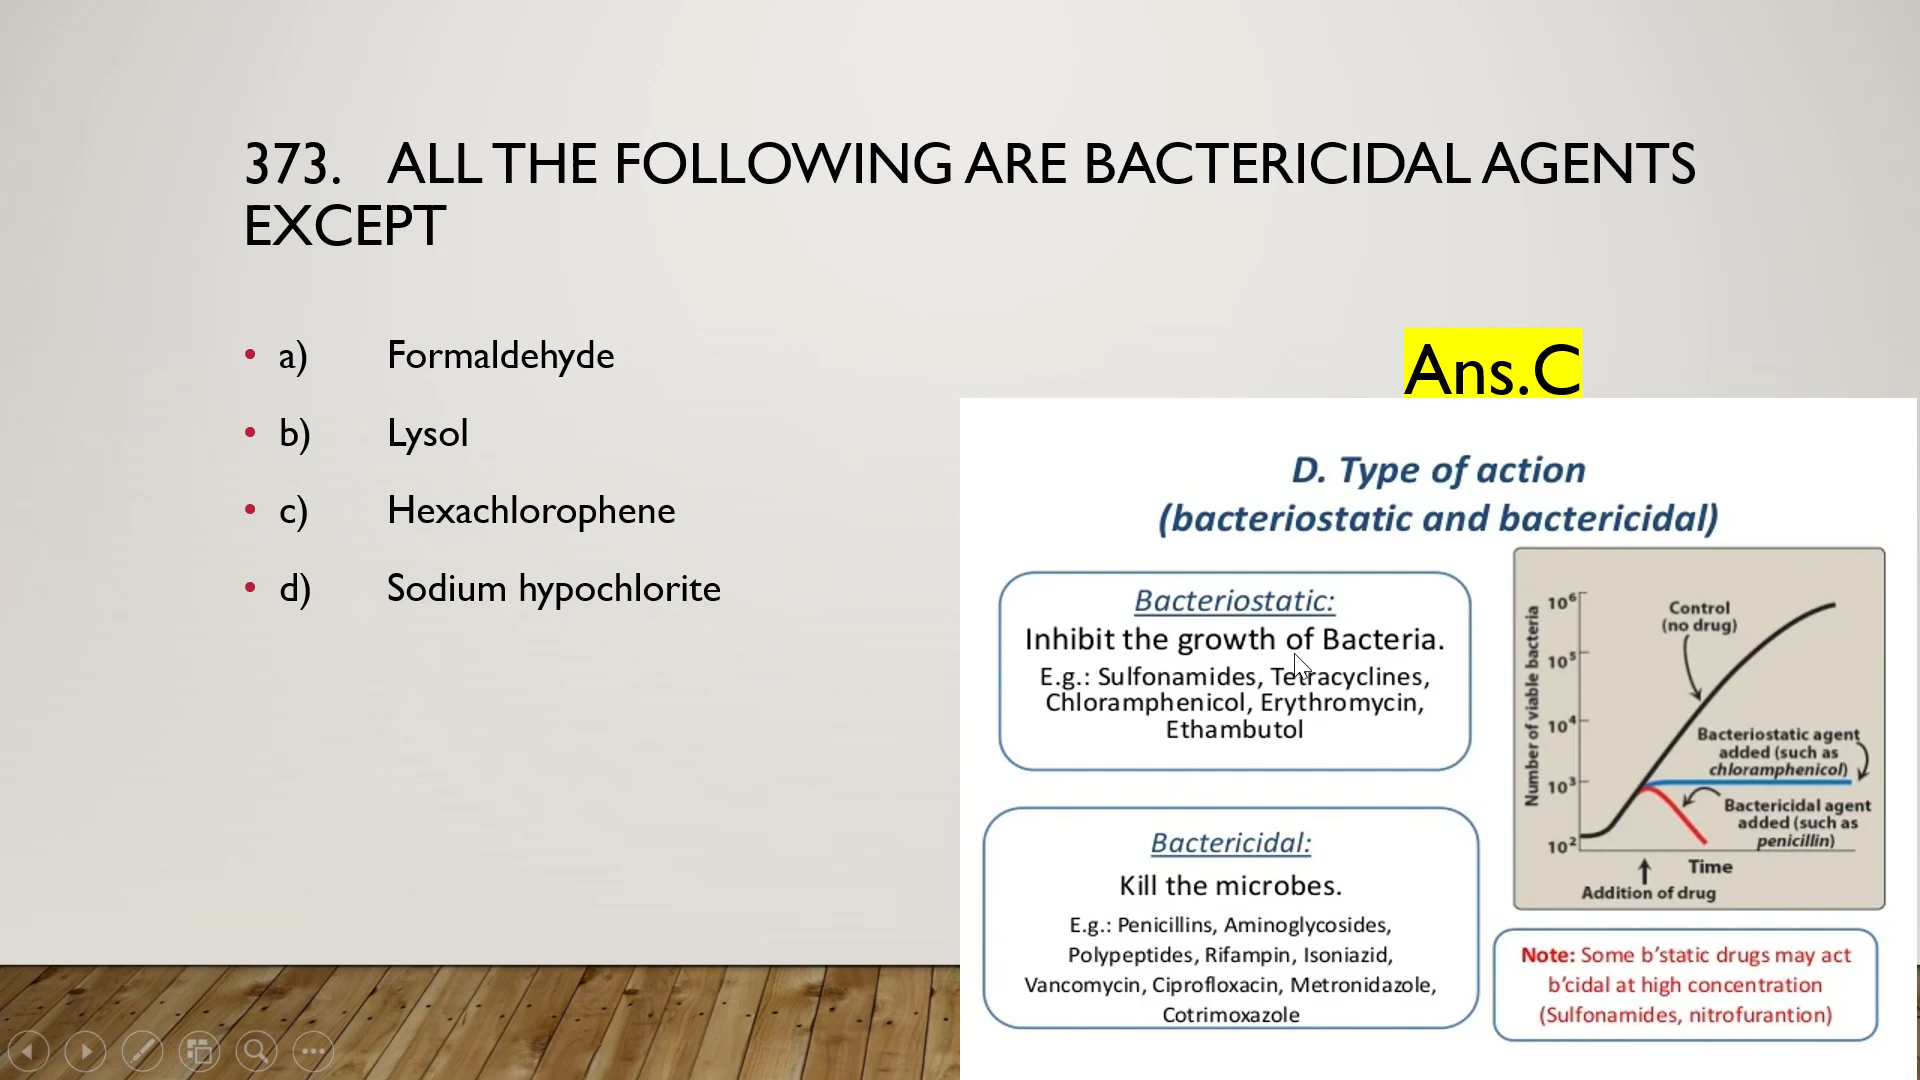 373. ALL THE FOLLOWING ARE BACTERICIDAL AGENTS
EXCEPT
• a) Formaldehyde
• b) Lysol
• c) Hexachlorophene
• d) Sodium hypochlorite
Ans.C
D. Type of action
(bacteriostatic and bactericidal)
Bacteriostatic:
Inhibit the growth of Bacteria.
E.g.: Sulfonamides, Tetracyclines,
Chloramphenicol, Erythromycin,
Ethambutol
Bactericidal:
Kill the microbes.
E.g.: Penicillins, Aminoglycosides,
Polypeptides, Rifampin, Isoniazid,
Vancomycin, Ciprofloxacin, Metronidazole,
Cotrimoxazole
Number of viable bacteria
10⁶
10⁵
10⁴
10³
10²
Control
(no drug)
Bacteriostatic agent
added (such as
chloramphenicol)
Bactericidal agent
added (such as
penicillin)
Time
Addition of drug
Note: Some b’static drugs may act
b’cidal at high concentration
(Sulfonamides, nitrofurantion)